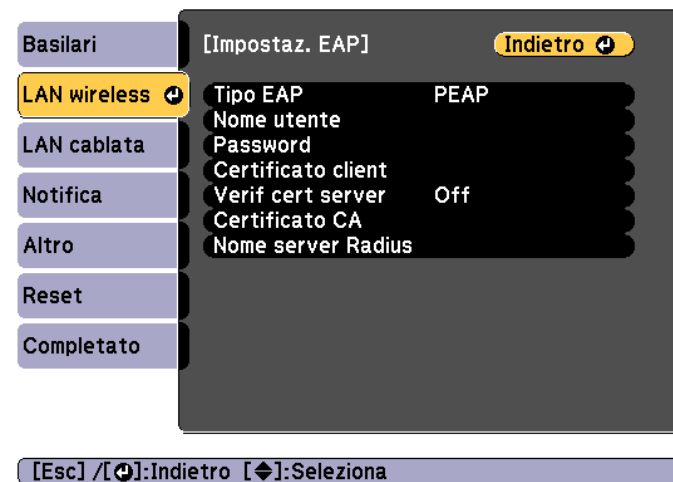 Basilari
LAN wireless
LAN cablata
Notifica
Altro
Reset
Completato
[Impostaz. EAP] Indietro
Tipo EAP PEAP
Nome utente
Password
Certificato client
Verif cert server Off
Certificato CA
Nome server Radius
[Esc] /[⏎]:Indietro [◆]:Seleziona